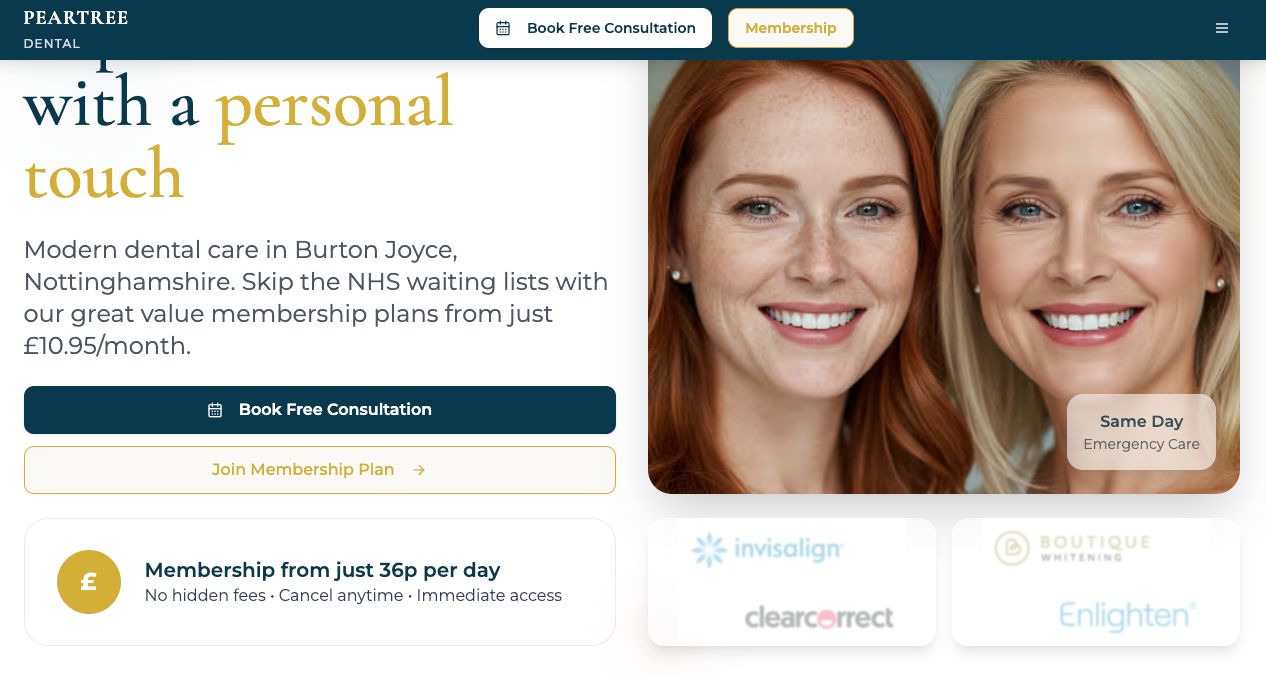 PEARTREE
DENTAL
Book Free Consultation
Membership
with a personal
touch
Modern dental care in Burton Joyce,
Nottinghamshire. Skip the NHS waiting lists with
our great value membership plans from just
£10.95/month.
Book Free Consultation
Join Membership Plan →
£
Membership from just 36p per day
No hidden fees • Cancel anytime • Immediate access
Same Day
Emergency Care
invisalign
clearcorrect
BOUTIQUE
WHITENING
Enlighten®